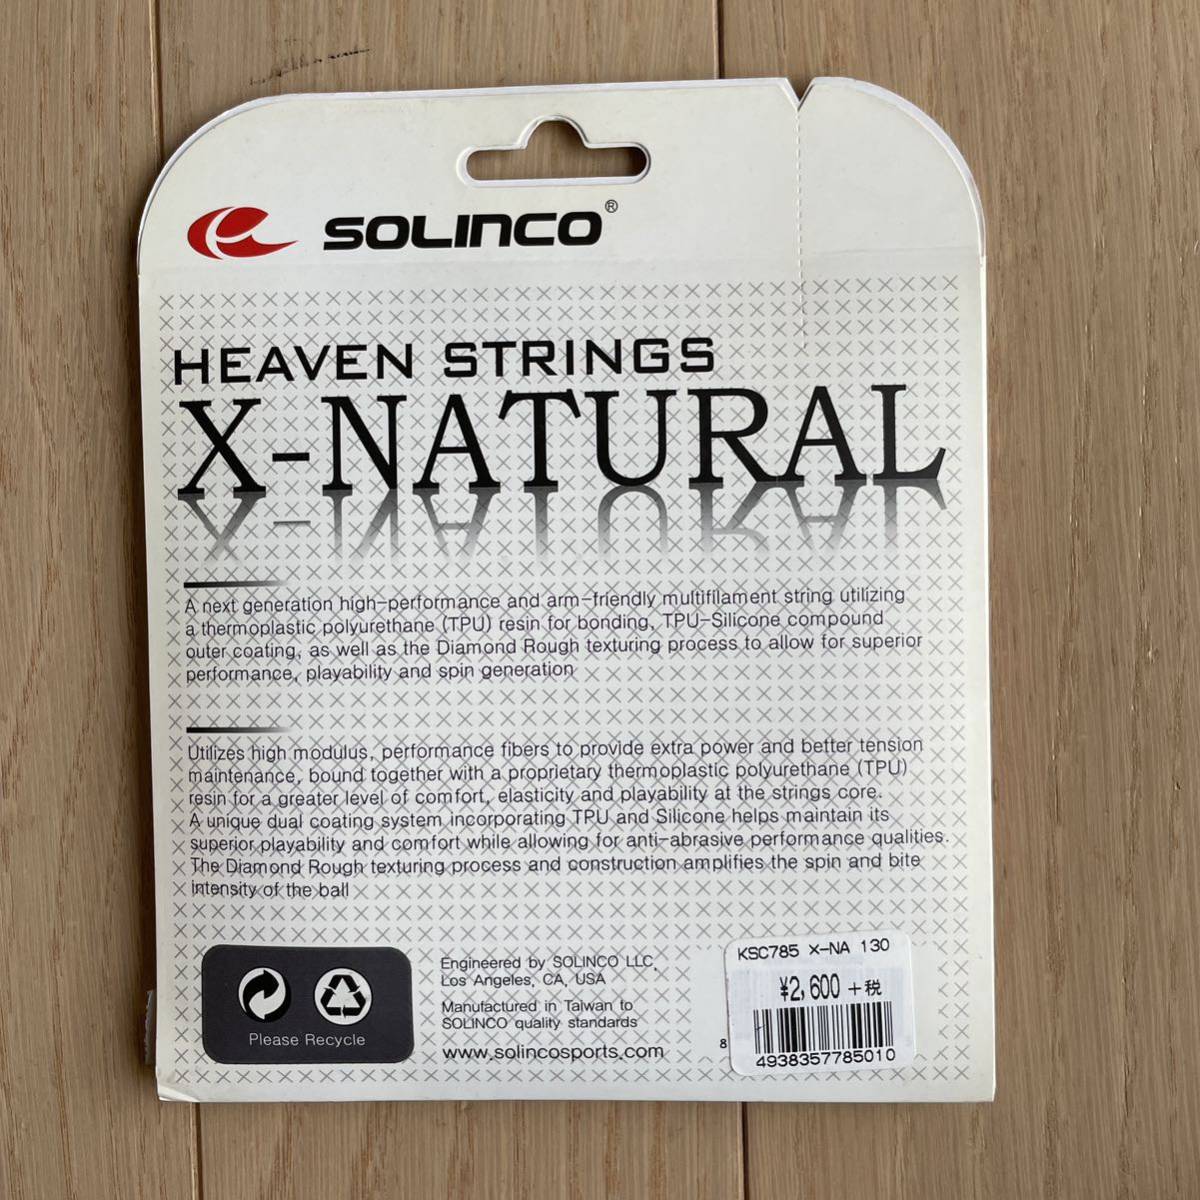 SOLINCO®
HEAVEN STRINGS
X-NATURAL
A next generation high-performance and arm-friendly multifilament string utilizing
a thermoplastic polyurethane (TPU) resin for bonding, TPU-Silicone compound
outer coating, as well as the Diamond Rough texturing process to allow for superior
performance, playability and spin generation
Utilizes high modulus, performance fibers to provide extra power and better tension
maintenance, bound together with a proprietary thermoplastic polyurethane (TPU)
resin for a greater level of comfort, elasticity and playability at the strings core.
A unique dual coating system incorporating TPU and Silicone helps maintain its
superior playability and comfort while allowing for anti-abrasive performance qualities.
The Diamond Rough texturing process and construction amplifies the spin and bite
intensity of the ball
Please Recycle
Engineered by SOLINCO LLC,
Los Angeles, CA, USA
Manufactured in Taiwan to
SOLINCO quality standards
www.solincosports.com
8
KSC785 X-NA 130
¥2,600 +税
4938357785010